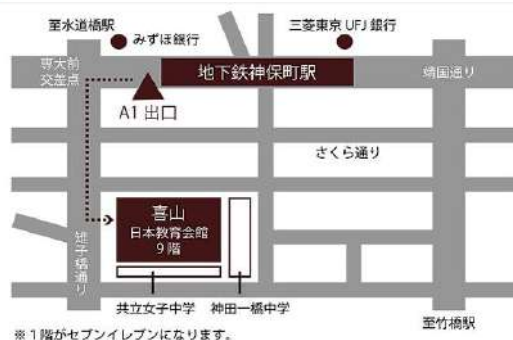 至水道橋駅
みずほ銀行
三菱東京 UFJ 銀行
専大前
交差点
地下鉄神保町駅
靖国通り
A1 出口
さくら通り
喜山
日本教育会館
9 階
雉子橋通り
共立女子中学
神田一橋中学
至竹橋駅
※ 1 階がセブンイレブンになります。